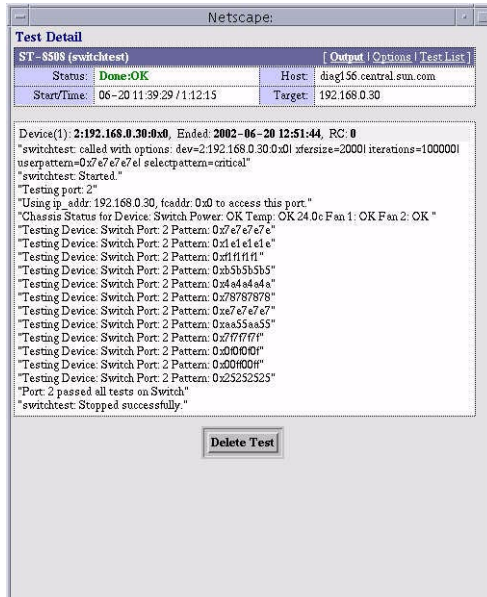 Netscape:
Test Detail
ST-8508 (switchtest) [ Output | Options | Test List ]
Status: Done:OK Host: diag156.central.sun.com
Start/Time: 06-20 11:39:29 / 1:12:15 Target: 192.168.0.30
Device(1): 2:192.168.0.30:0x0, Ended: 2002-06-20 12:51:44, RC: 0
"switchtest: called with options: dev=2:192.168.0.30:0x0| xfersize=2000| iterations=100000|
userpattern=0x7e7e7e7e| selectpattern=critical"
"switchtest: Started."
"Testing port: 2"
"Using ip_addr: 192.168.0.30, fcaddr: 0x0 to access this port."
"Chassis Status for Device: Switch Power: OK Temp: OK 24.0c Fan 1: OK Fan 2: OK "
"Testing Device: Switch Port: 2 Pattern: 0x7e7e7e7e"
"Testing Device: Switch Port: 2 Pattern: 0x1e1e1e1e"
"Testing Device: Switch Port: 2 Pattern: 0xf1f1f1f1"
"Testing Device: Switch Port: 2 Pattern: 0xb5b5b5b5"
"Testing Device: Switch Port: 2 Pattern: 0x4a4a4a4a"
"Testing Device: Switch Port: 2 Pattern: 0x78787878"
"Testing Device: Switch Port: 2 Pattern: 0xe7e7e7e7"
"Testing Device: Switch Port: 2 Pattern: 0xaa55aa55"
"Testing Device: Switch Port: 2 Pattern: 0x7f7f7f7f"
"Testing Device: Switch Port: 2 Pattern: 0x0f0f0f0f"
"Testing Device: Switch Port: 2 Pattern: 0x00ff00ff"
"Testing Device: Switch Port: 2 Pattern: 0x25252525"
"Port: 2 passed all tests on Switch"
"switchtest: Stopped successfully."
Delete Test